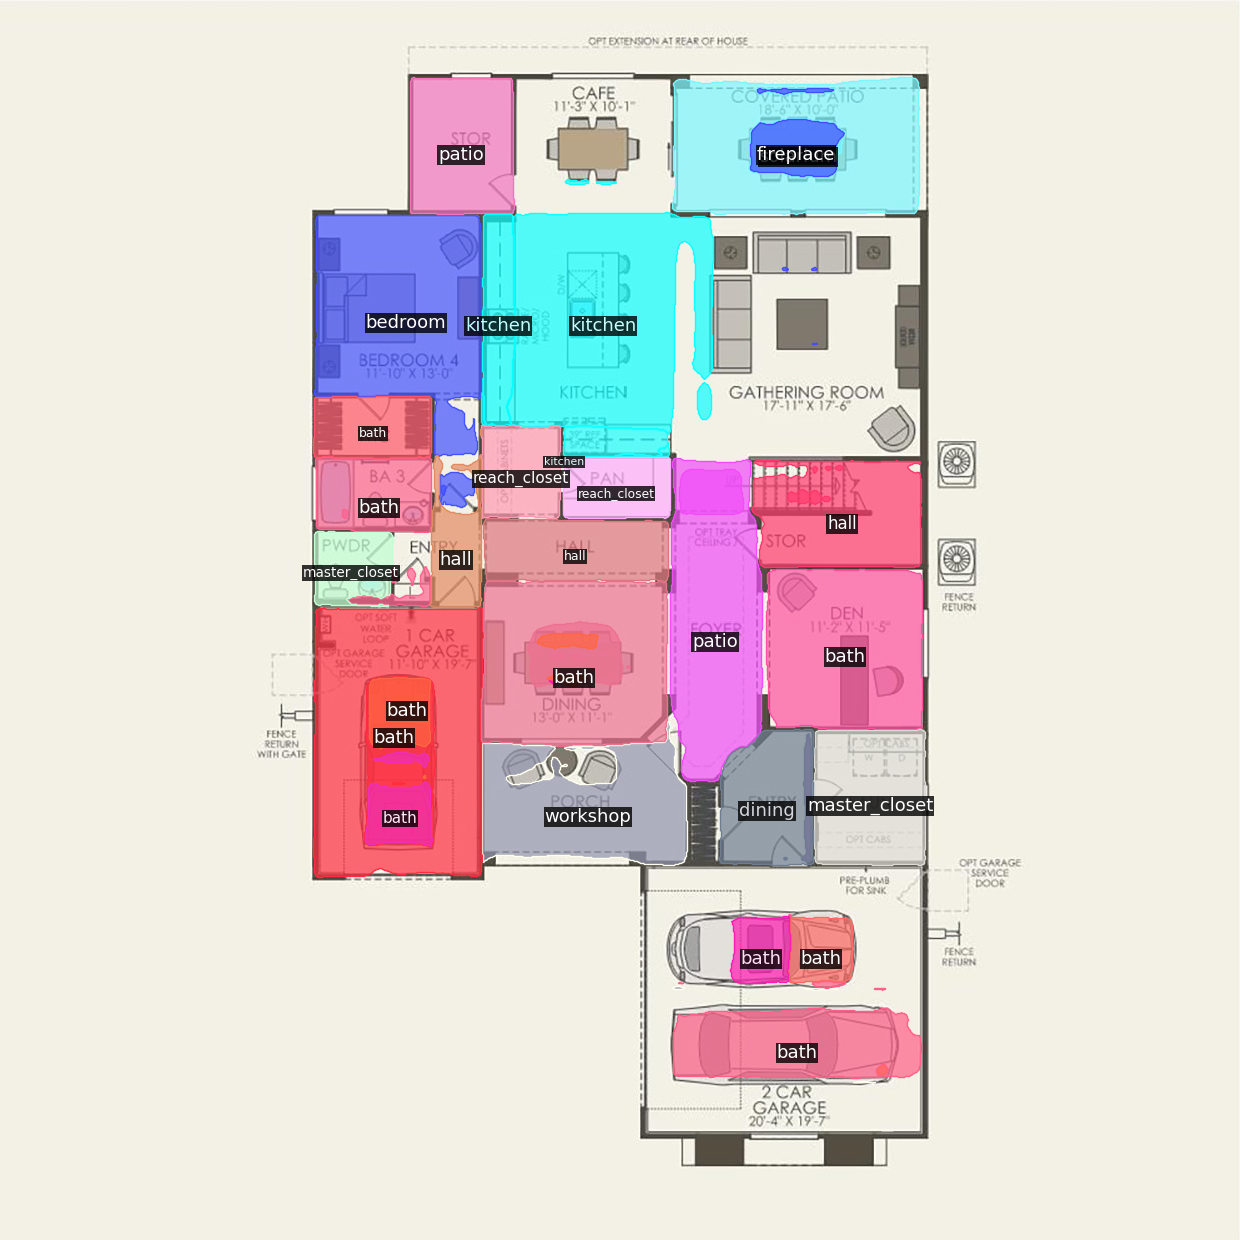 OPT EXTENSION AT REAR OF HOUSE
CAFE
11'-3" X 10'-1"
COVERED PATIO
18'-6" X 10'-0"
STOR
patio
fireplace
D/W
HOOD
bedroom
kitchen
kitchen
BEDROOM 4
11'-10" X 13'-0"
KITCHEN
GATHERING ROOM
17'-11" X 17'-6"
bath
SPACE
kitchen
BA 3
reach_closet
PAN
reach_closet
bath
hall
STOR
OPT TRAY
CEILING
PWDR
ENTRY
HALL
hall
hall
master_closet
FENCE
RETURN
OPT SOFT
WATER
LOOP
1 CAR
GARAGE
11'-10" X 19'-7"
OPT GARAGE
SERVICE
DOOR
FOYER
patio
DEN
11'-2" X 11'-5"
bath
bath
DINING
13'-0" X 11'-1"
bath
bath
FENCE
RETURN
WITH GATE
OPT CABS
W D
PORCH
workshop
ENTRY
dining
master_closet
bath
OPT CABS
PRE-PLUMB
FOR SINK
OPT GARAGE
SERVICE
DOOR
bath
bath
FENCE
RETURN
bath
2 CAR
GARAGE
20'-4" X 19'-7"